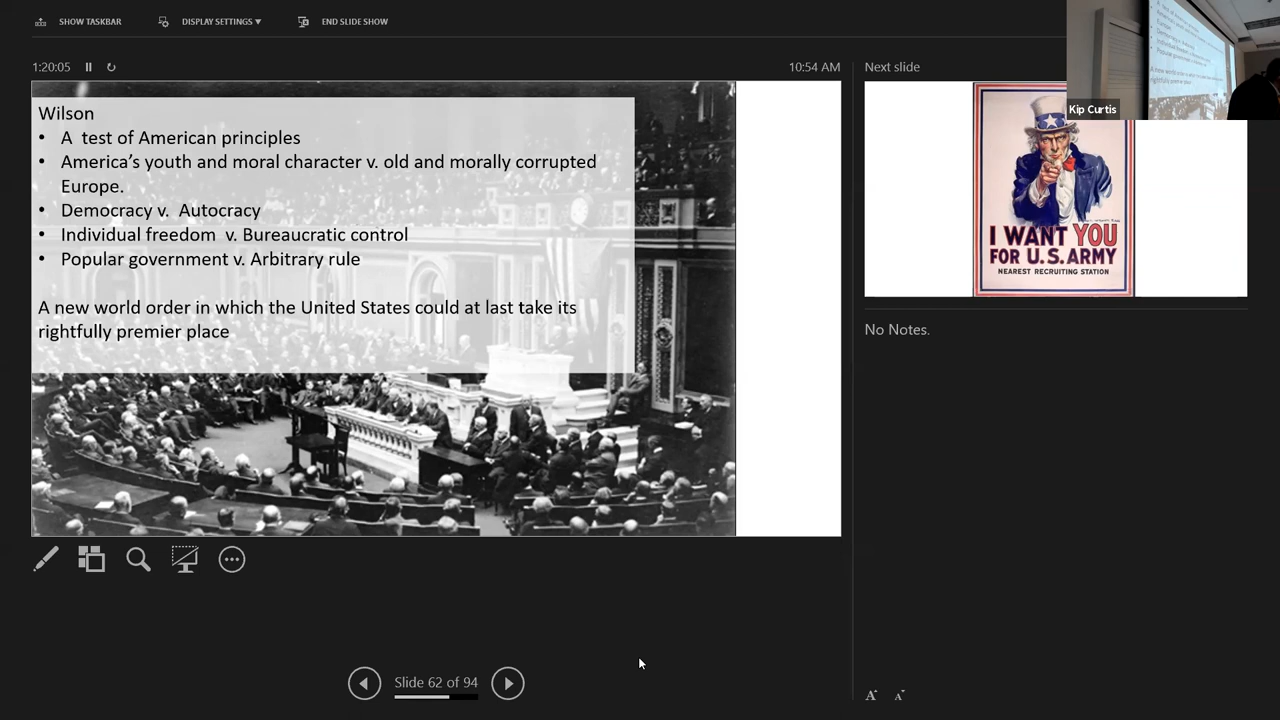 SHOW TASKBAR
DISPLAY SETTINGS ▼
END SLIDE SHOW
1:20:05
10:54 AM
Next slide
Kip Curtis
Wilson
• A  test of American principles
• America’s youth and moral character v. old and morally corrupted
Europe.
• Democracy v.  Autocracy
• Individual freedom  v. Bureaucratic control
• Popular government v. Arbitrary rule
A new world order in which the United States could at last take its
rightfully premier place
I WANT YOU
FOR U.S. ARMY
NEAREST RECRUITING STATION
No Notes.
Slide 62 of 94
A
A